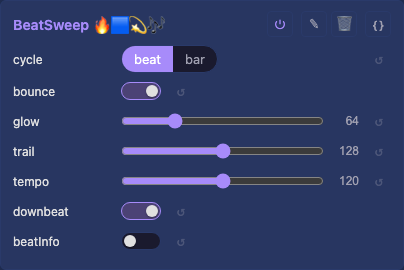 BeatSweep 🔥🟦💫🎶 {}
cycle beat bar
bounce
glow 64
trail 128
tempo 120
downbeat
beatInfo